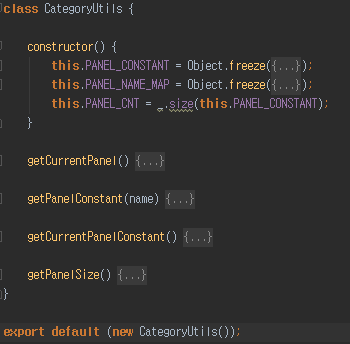 class CategoryUtils {
constructor() {
this.PANEL_CONSTANT = Object.freeze({...});
this.PANEL_NAME_MAP = Object.freeze({...});
this.PANEL_CNT = _.size(this.PANEL_CONSTANT);
}
getCurrentPanel() {...}
getPanelConstant(name) {...}
getCurrentPanelConstant() {...}
getPanelSize() {...}
}
export default (new CategoryUtils());